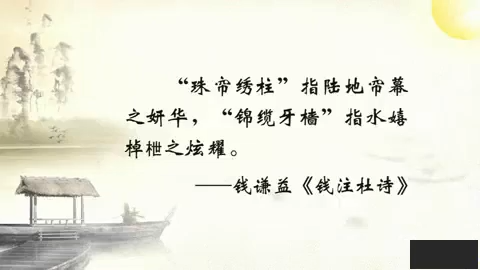 “珠帘绣柱”指陆地帘幕
之妍华，“锦缆牙樯”指水嬉
棹枻之炫耀。
——钱谦益《钱注杜诗》